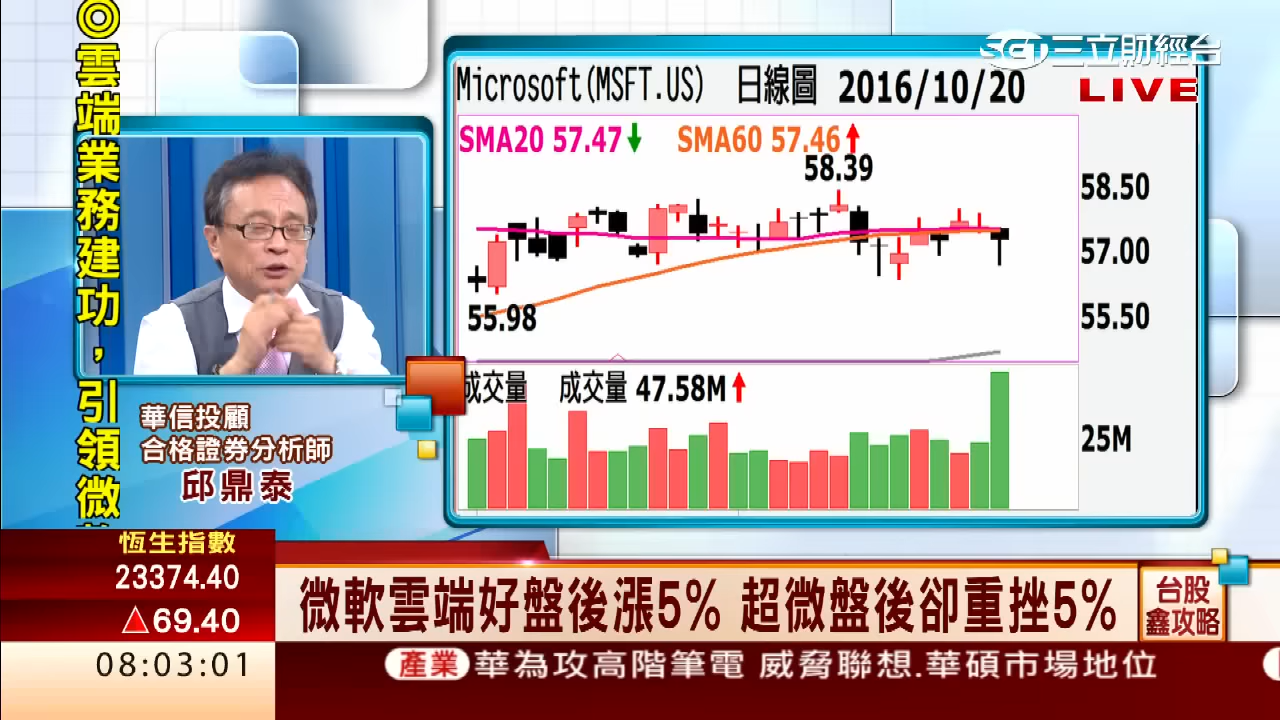 ◎雲端業務建功，引領微
SET三立財經台
LIVE
Microsoft(MSFT.US) 日線圖 2016/10/20
SMA20 57.47↓ SMA60 57.46↑
58.39
58.50
57.00
55.50
55.98
成交量 成交量 47.58M↑
25M
華信投顧
合格證券分析師
邱鼎泰
恆生指數
23374.40
△69.40
08:03:01
微軟雲端好盤後漲5% 超微盤後卻重挫5%
台股
鑫攻略
產業 華為攻高階筆電 威脅聯想.華碩市場地位